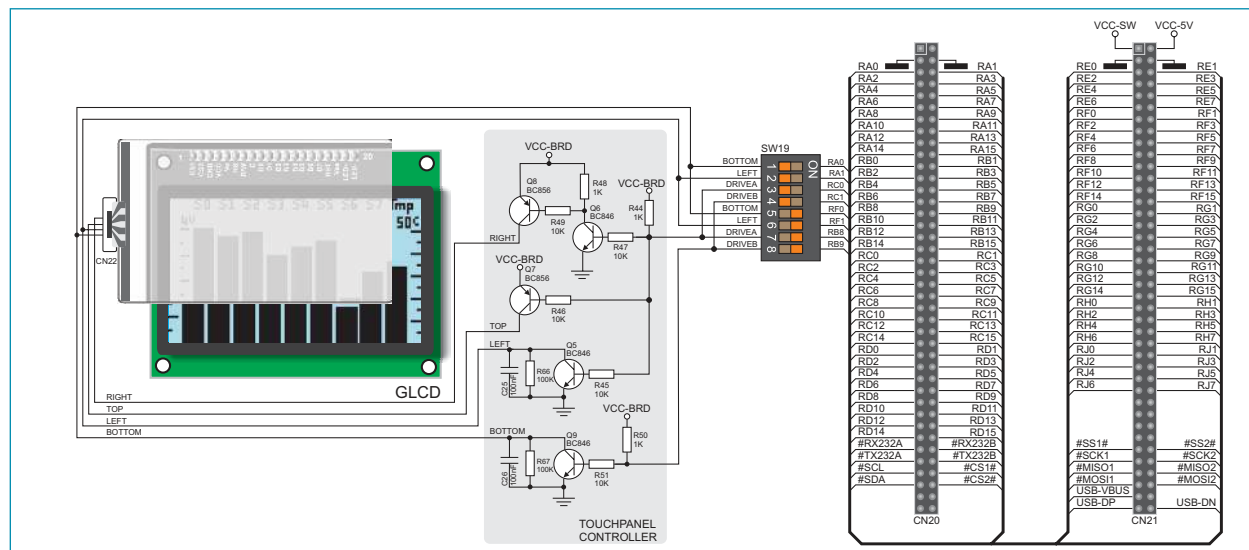 VCC-SW VCC-5V
CN20
RA0 RA1
RA2 RA3
RA4 RA5
RA6 RA7
RA8 RA9
RA10 RA11
RA12 RA13
RA14 RA15
RB0 RB1
RB2 RB3
RB4 RB5
RB6 RB7
RB8 RB9
RB10 RB11
RB12 RB13
RB14 RB15
RC0 RC1
RC2 RC3
RC4 RC5
RC6 RC7
RC8 RC9
RC10 RC11
RC12 RC13
RC14 RC15
RD0 RD1
RD2 RD3
RD4 RD5
RD6 RD7
RD8 RD9
RD10 RD11
RD12 RD13
RD14 RD15
#RX232A #RX232B
#TX232A #TX232B
#SCL #CS1#
#SDA #CS2#
RE0 RE1
RE2 RE3
RE4 RE5
RE6 RE7
RF0 RF1
RF2 RF3
RF4 RF5
RF6 RF7
RF8 RF9
RF10 RF11
RF12 RF13
RF14 RF15
RG0 RG1
RG2 RG3
RG4 RG5
RG6 RG7
RG8 RG9
RG10 RG11
RG12 RG13
RG14 RG15
RH0 RH1
RH2 RH3
RH4 RH5
RH6 RH7
RJ0 RJ1
RJ2 RJ3
RJ4 RJ5
RJ6 RJ7
#SS1# #SS2#
#SCK1 #SCK2
#MISO1 #MISO2
#MOSI1 #MOSI2
USB-VBUS
USB-DP USB-DN
CN21
SW19
ON
BOTTOM 1 RA0
LEFT 2 RA1
DRIVEA 3 RC0
DRIVEB 4 RC1
BOTTOM 5 RF0
LEFT 6 RF1
DRIVEA 7 RB8
DRIVEB 8 RB9
VCC-BRD
Q8
BC856
R48
1K
VCC-BRD
R44
1K
R49
10K
Q6
BC846
R47
10K
RIGHT
VCC-BRD
Q7
BC856
R46
10K
TOP
LEFT
Q5
BC846
C25
100nF
R66
100K
R45
10K
VCC-BRD
R50
1K
BOTTOM
Q9
BC846
C26
100nF
R67
100K
R51
10K
TOUCHPANEL
CONTROLLER
1 20
S0 S1 S2 S3 S4 S5 S6 S7
Tmp
50C
CN22
GLCD
RIGHT
TOP
LEFT
BOTTOM